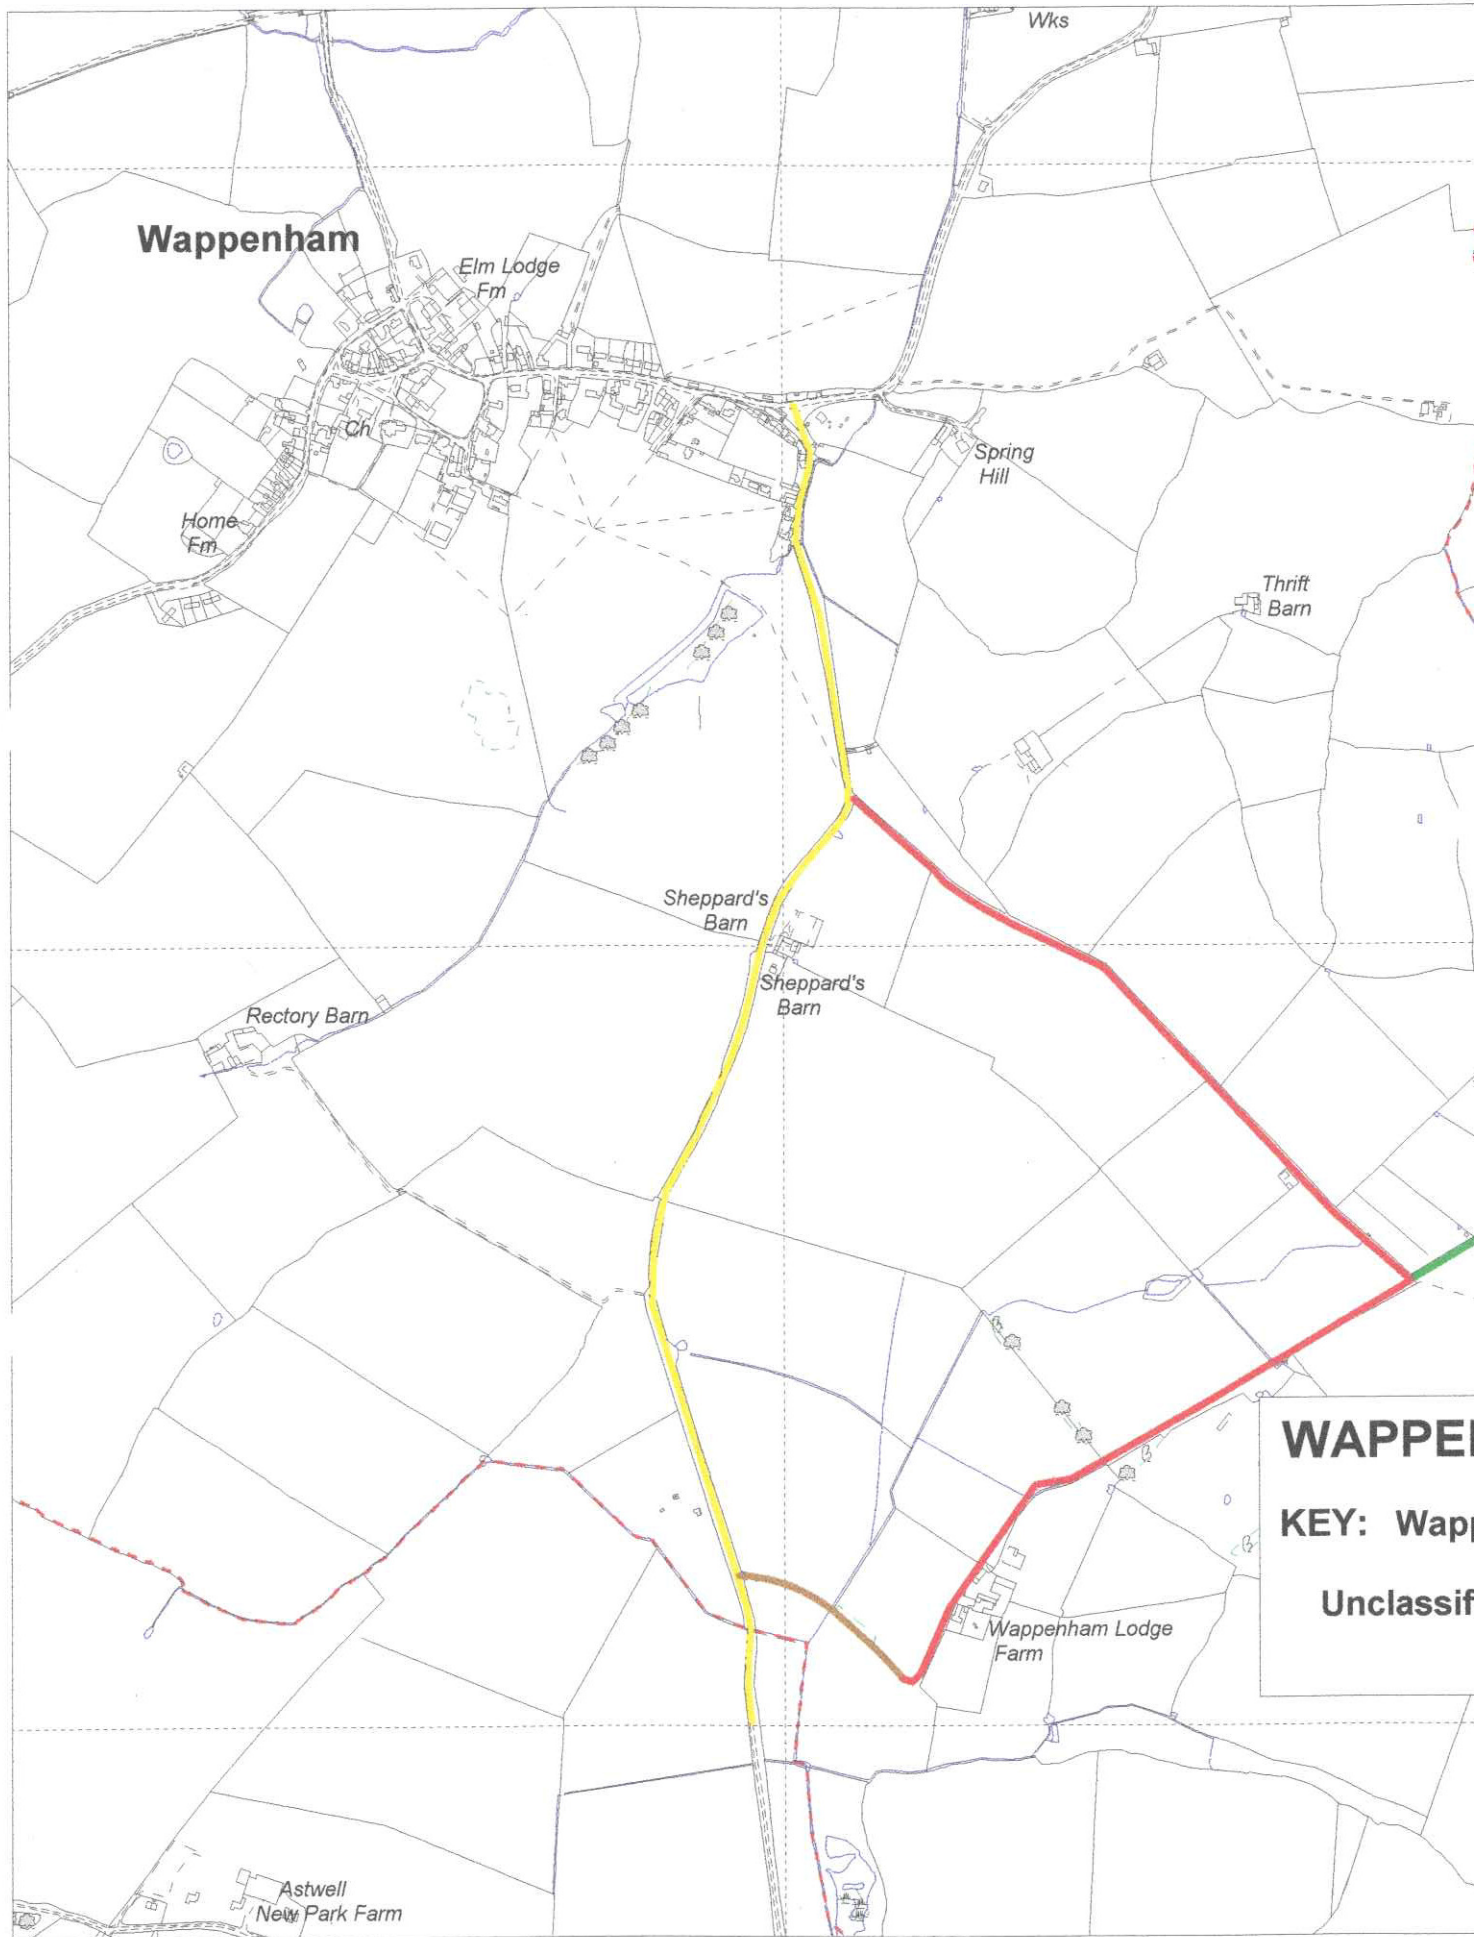 Wks
Wappenham
Elm Lodge
Fm
Ch
Spring
Hill
Home
Fm
Thrift
Barn
Sheppard's
Barn
Sheppard's
Barn
Rectory Barn
WAPPE
KEY: Wap
Unclassif
Wappenham Lodge
Farm
Astwell
New Park Farm